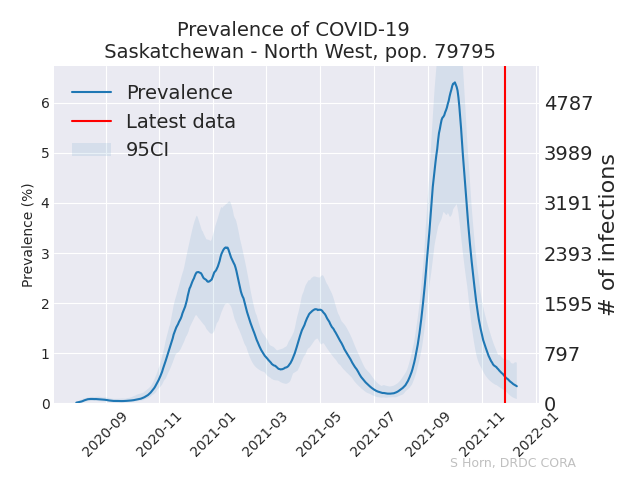 Prevalence of COVID-19
Saskatchewan - North West, pop. 79795
Prevalence
Latest data
95CI
Prevalence (%)
6
5
4
3
2
1
0
4787
3989
3191
2393
1595
797
0
# of infections
2020-09
2020-11
2021-01
2021-03
2021-05
2021-07
2021-09
2021-11
2022-01
S Horn, DRDC CORA